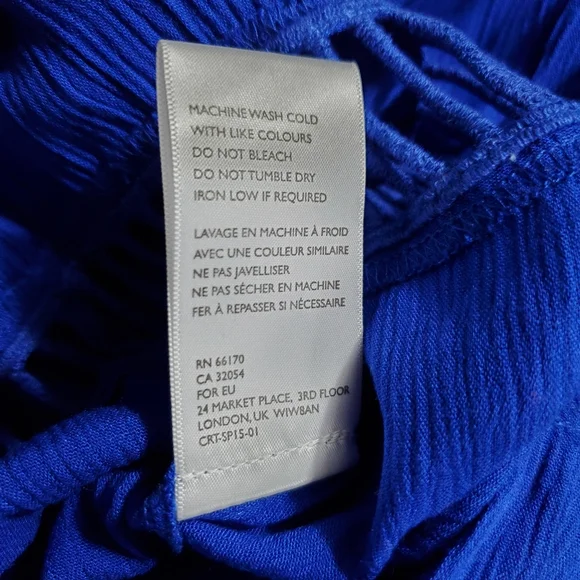 MACHINE WASH COLD
WITH LIKE COLOURS
DO NOT BLEACH
DO NOT TUMBLE DRY
IRON LOW IF REQUIRED
LAVAGE EN MACHINE À FROID
AVEC UNE COULEUR SIMILAIRE
NE PAS JAVELLISER
NE PAS SÉCHER EN MACHINE
FER À REPASSER SI NÉCESSAIRE
RN 66170
CA 32054
FOR EU
24 MARKET PLACE, 3RD FLOOR
LONDON, UK W1W8AN
CRT-SP15-01